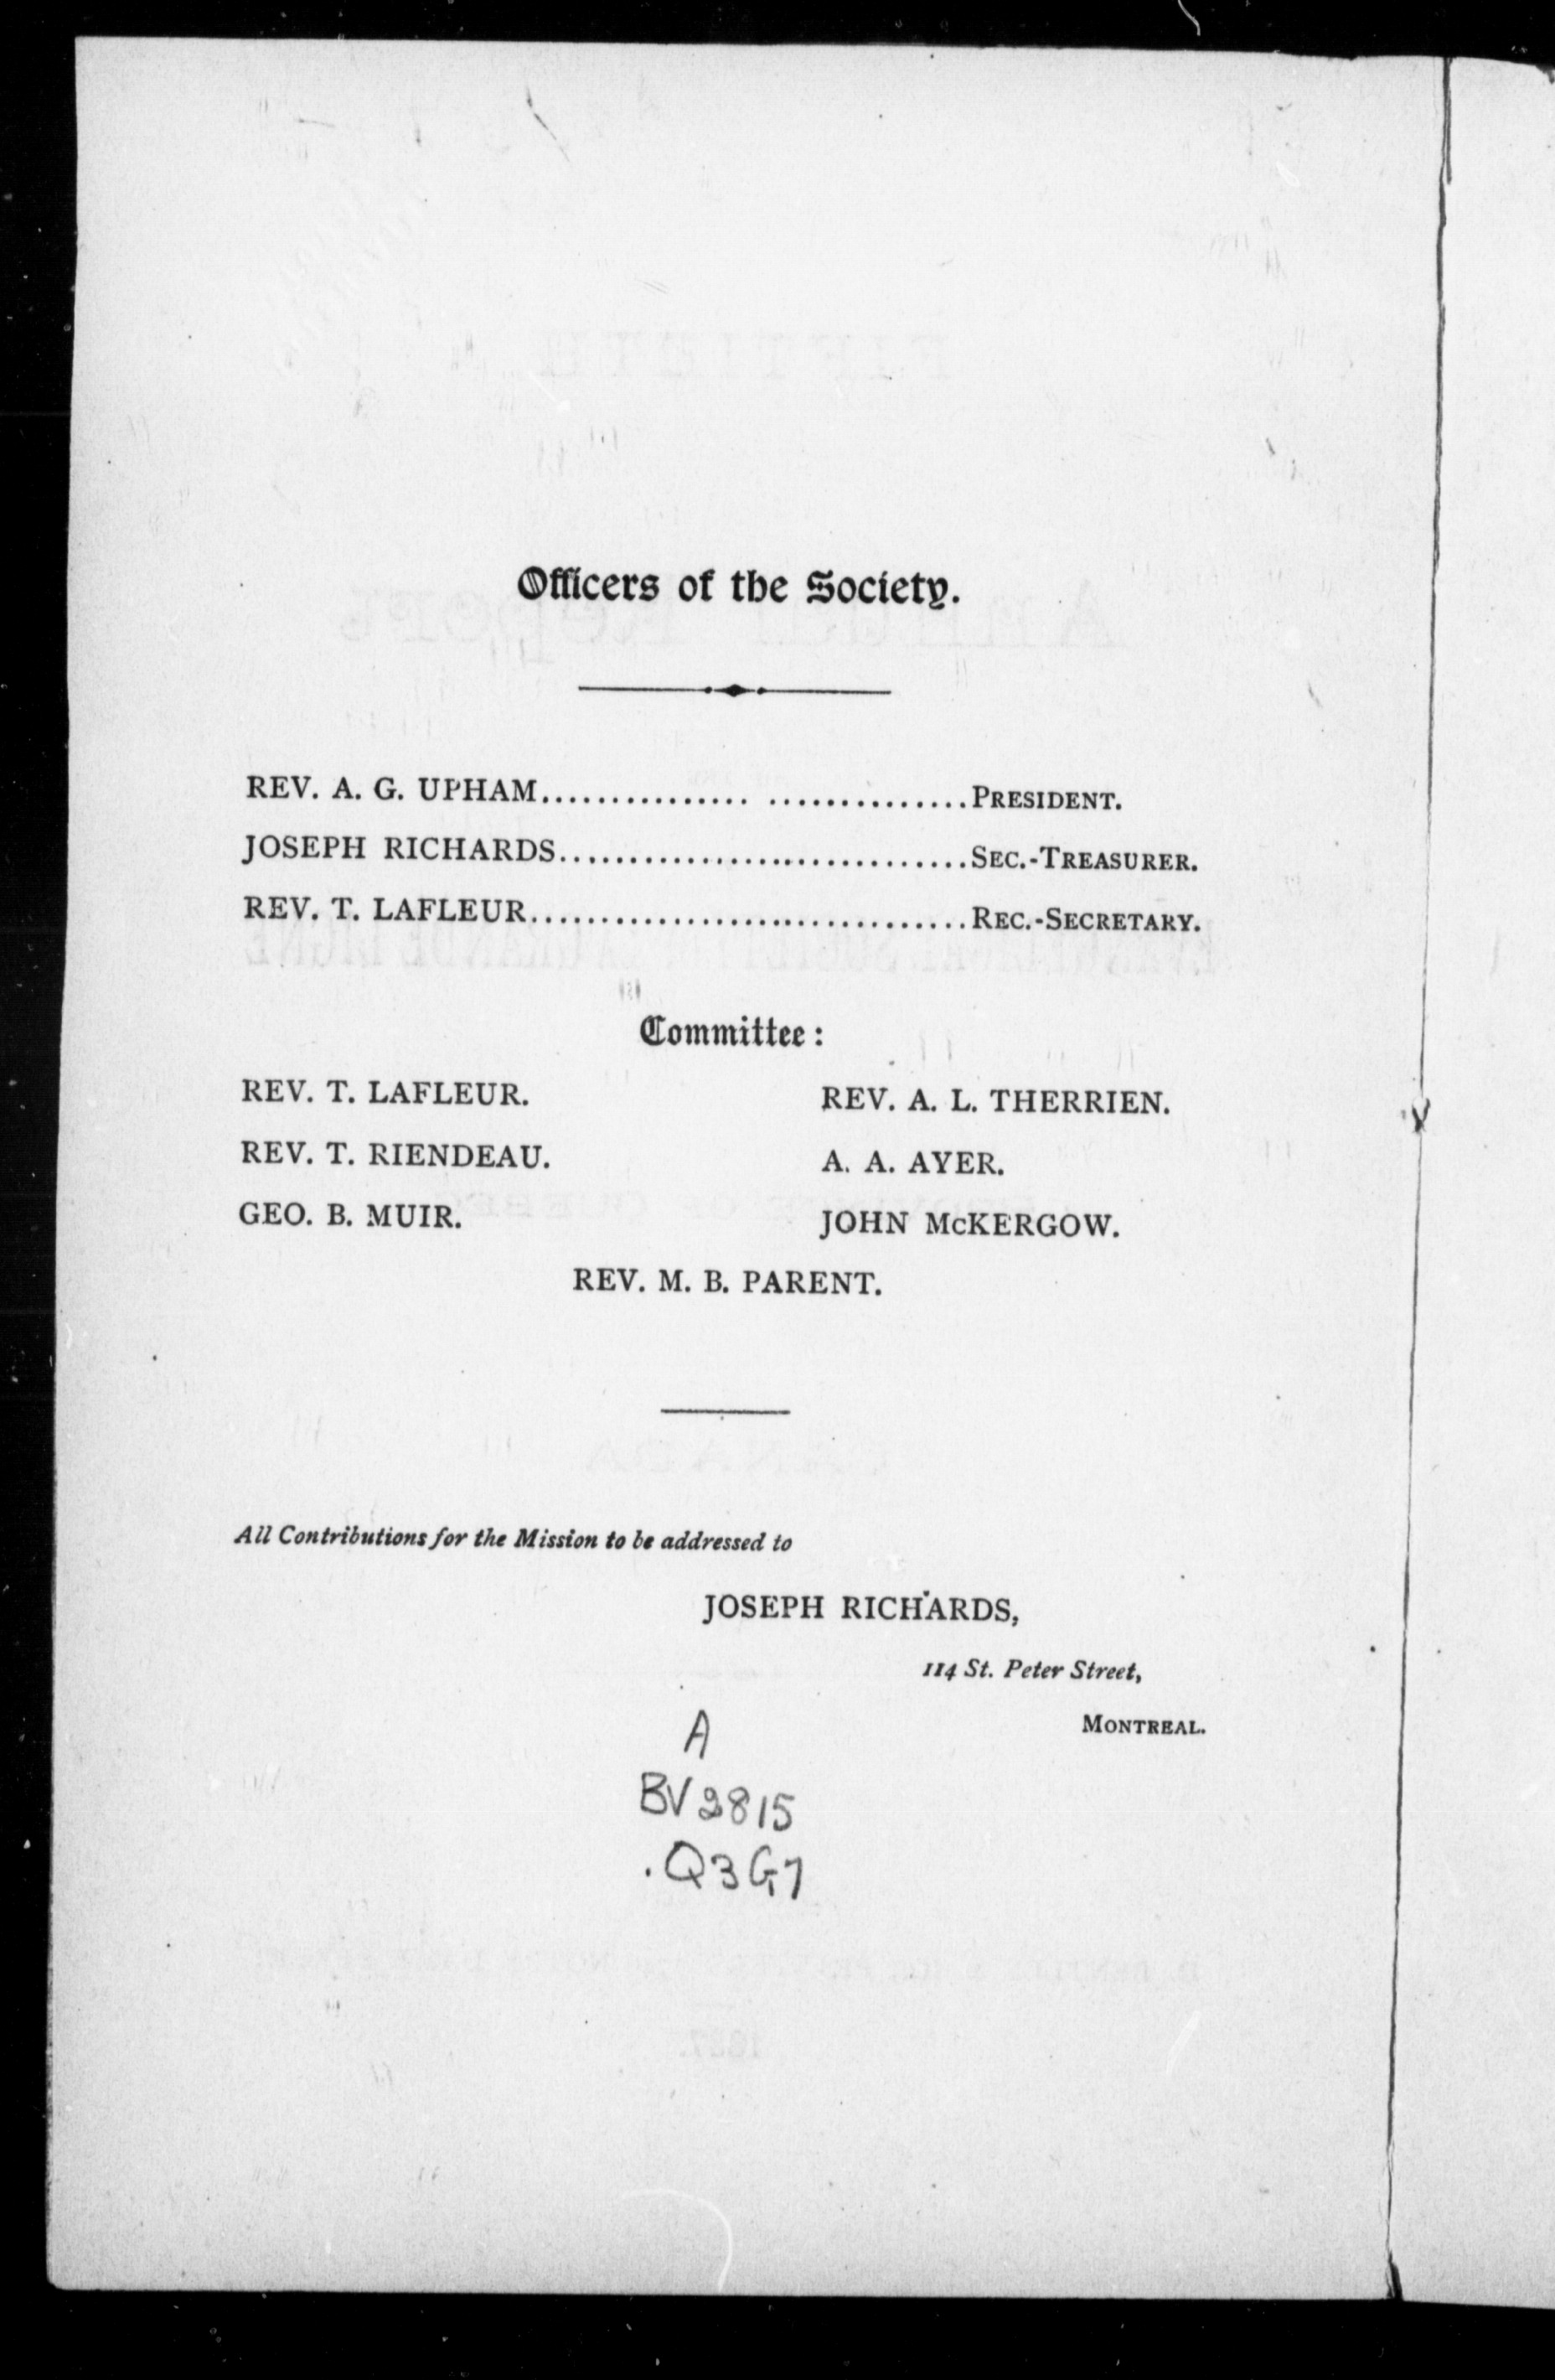 Officers of the Society.
REV. A. G. UPHAM............... ..............PRESIDENT.
JOSEPH RICHARDS.............................SEC.-TREASURER.
REV. T. LAFLEUR...............................REC.-SECRETARY.
Committee:
REV. T. LAFLEUR. REV. A. L. THERRIEN.
REV. T. RIENDEAU. A. A. AYER.
GEO. B. MUIR. JOHN McKERGOW.
REV. M. B. PARENT.
All Contributions for the Mission to be addressed to
JOSEPH RICHARDS,
114 St. Peter Street,
MONTREAL.
A
BV2815
.Q3G7